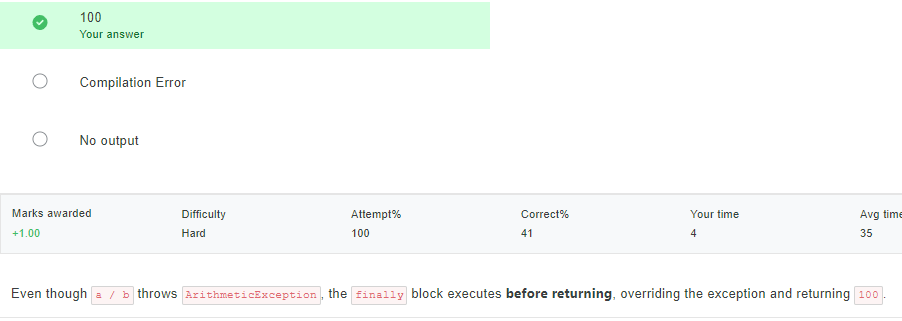 100
Your answer
Compilation Error
No output
Marks awarded Difficulty Attempt% Correct% Your time Avg time
+1.00 Hard 100 41 4 35
Even though a / b throws ArithmeticException, the finally block executes before returning, overriding the exception and returning 100.